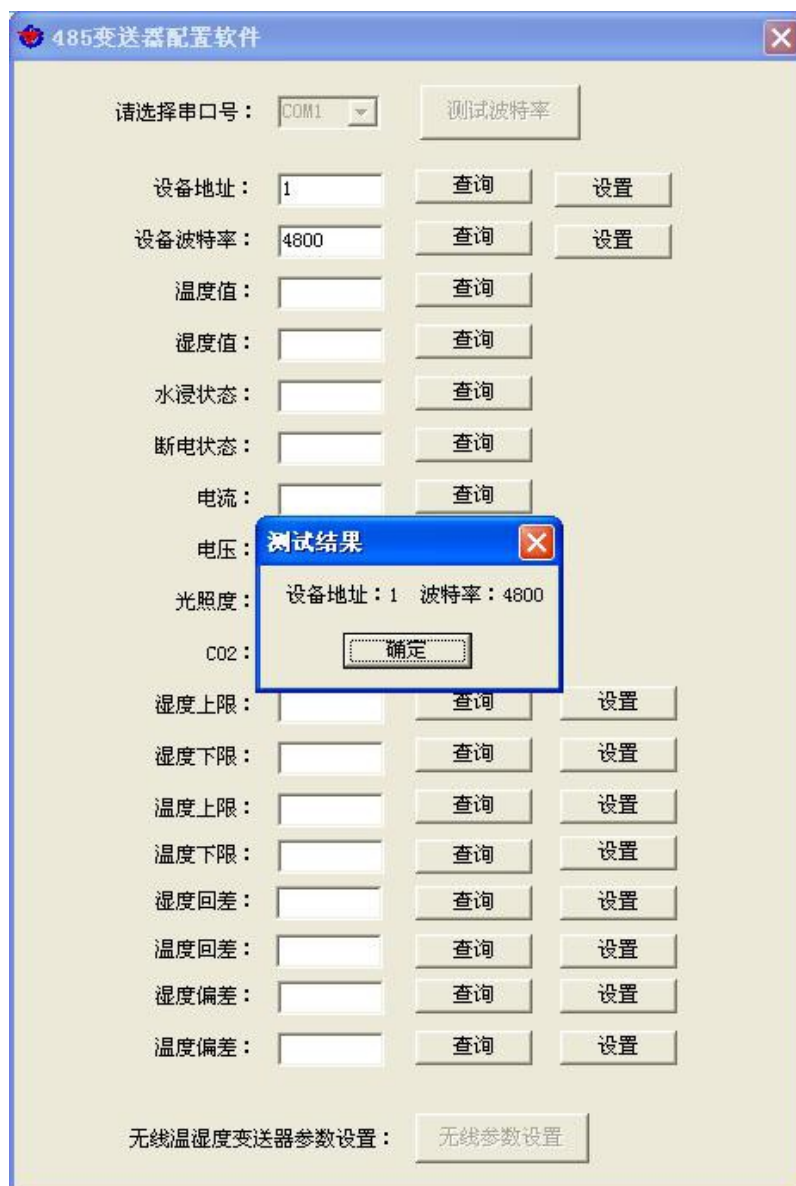 485变送器配置软件
请选择串口号： COM1 测试波特率
设备地址： 1 查询 设置
设备波特率： 4800 查询 设置
温度值： 查询
湿度值： 查询
水浸状态： 查询
断电状态： 查询
电流： 查询
电压：
测试结果
设备地址：1 波特率：4800
光照度：
确定
CO2：
湿度上限： 查询 设置
湿度下限： 查询 设置
温度上限： 查询 设置
温度下限： 查询 设置
湿度回差： 查询 设置
温度回差： 查询 设置
湿度偏差： 查询 设置
温度偏差： 查询 设置
无线温湿度变送器参数设置： 无线参数设置